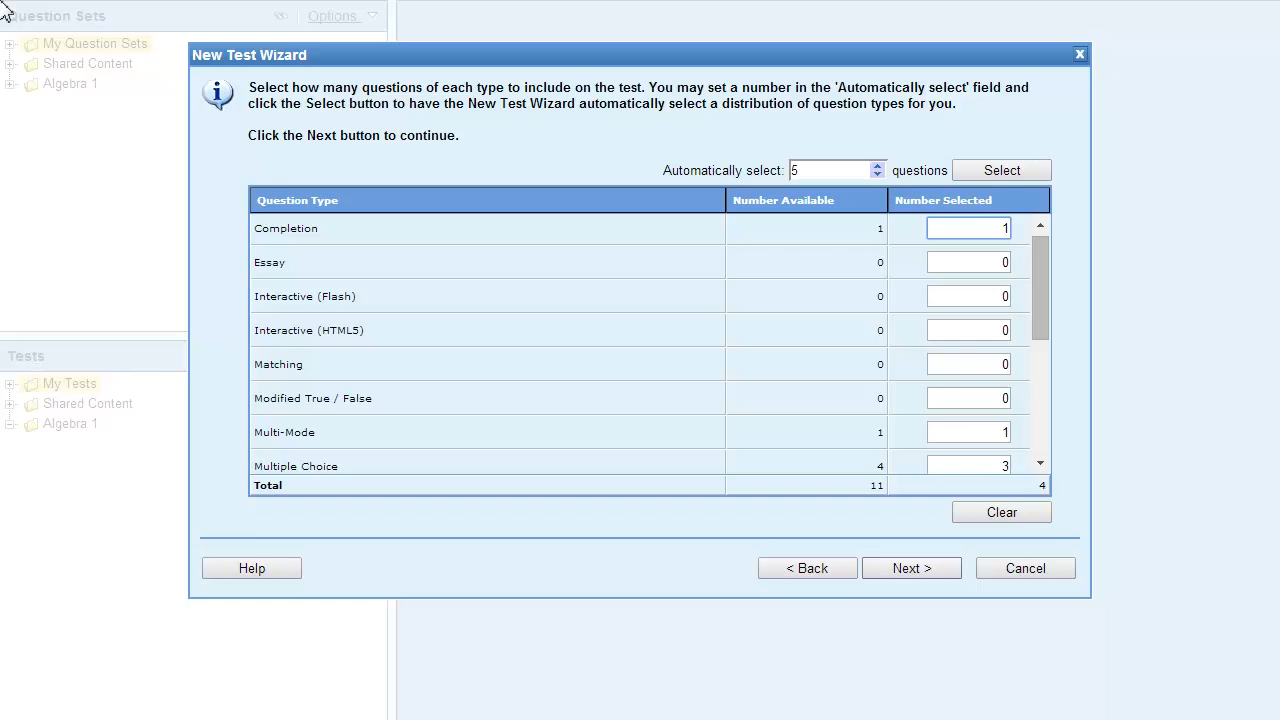 Question Sets
Options
My Question Sets
Shared Content
Algebra 1
New Test Wizard
Select how many questions of each type to include on the test. You may set a number in the 'Automatically select' field and
click the Select button to have the New Test Wizard automatically select a distribution of question types for you.
Click the Next button to continue.
Automatically select: 5 questions Select
Question Type Number Available Number Selected
Completion 1 1
Essay 0 0
Interactive (Flash) 0 0
Interactive (HTML5) 0 0
Matching 0 0
Modified True / False 0 0
Multi-Mode 1 1
Multiple Choice 4 3
Total 11 4
Clear
Help < Back Next > Cancel
Tests
My Tests
Shared Content
Algebra 1